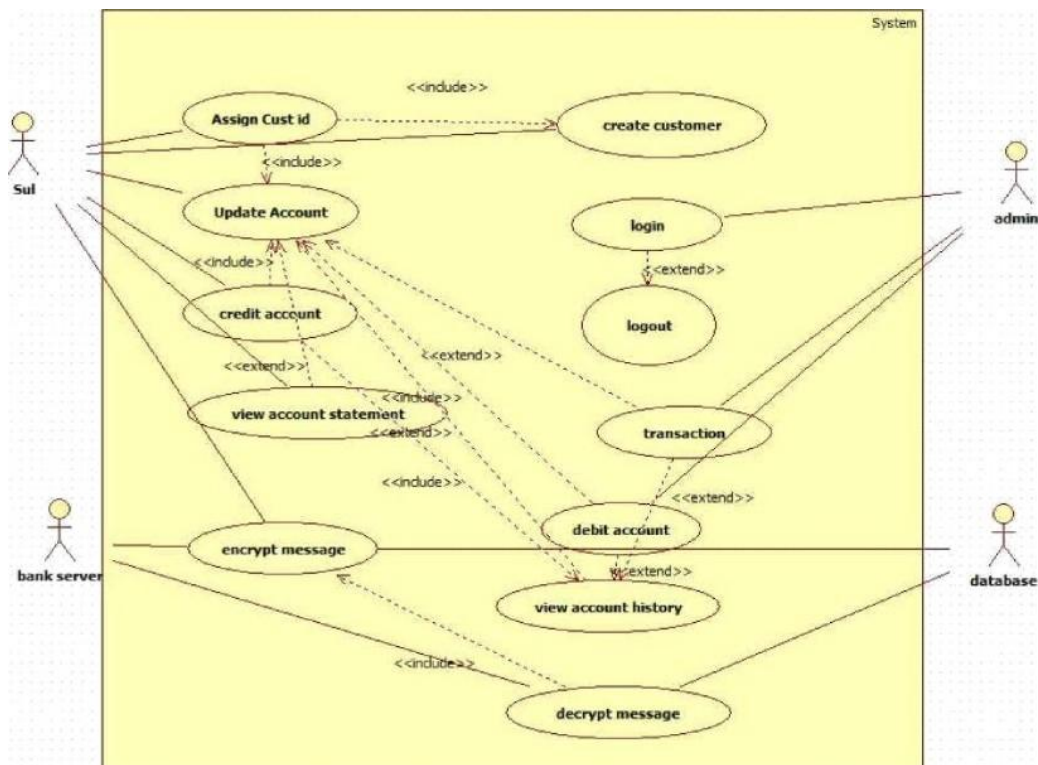 System
<<include>>
Assign Cust id
create customer
<<include>>
Sul
Update Account
login
admin
<<include>>
<<extend>>
credit account
logout
<<extend>>
<<extend>>
view account statement
<<include>>
<<extend>>
transaction
<<include>>
<<extend>>
debit account
encrypt message
bank server
<<extend>>
database
view account history
<<include>>
decrypt message